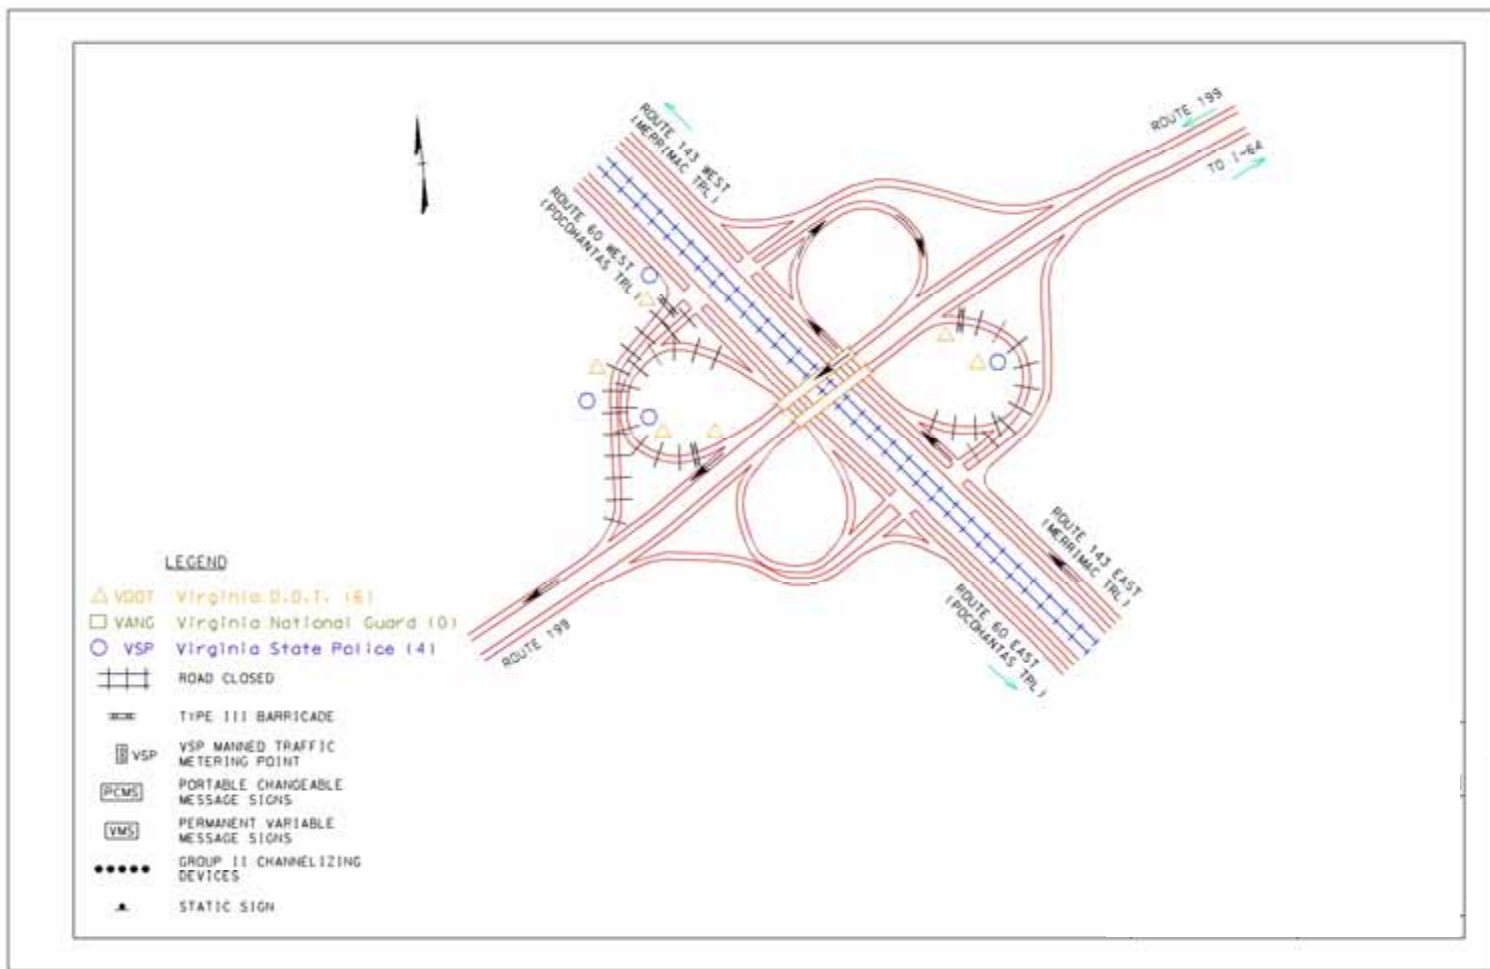 ROUTE 143 WEST
(MERRIMAC TRL)
ROUTE 60 WEST
(POCOHANTAS TRL)
ROUTE 199
TO I-64
ROUTE 143 EAST
(MERRIMAC TRL)
ROUTE 60 EAST
(POCOHANTAS TRL)
ROUTE 199
LEGEND
VDOT Virginia D.O.T. (6)
VANG Virginia National Guard (0)
VSP Virginia State Police (4)
ROAD CLOSED
TYPE III BARRICADE
VSP VSP MANNED TRAFFIC
METERING POINT
PCMS PORTABLE CHANGEABLE
MESSAGE SIGNS
VMS PERMANENT VARIABLE
MESSAGE SIGNS
GROUP II CHANNELIZING
DEVICES
STATIC SIGN